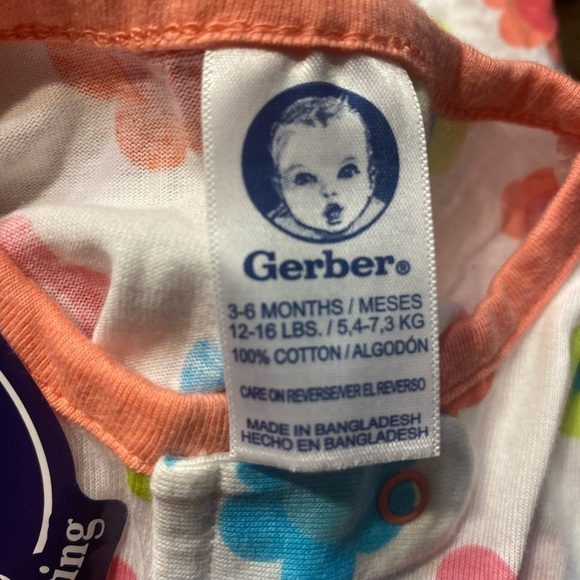 Gerber®
3-6 MONTHS / MESES
12-16 LBS. / 5,4-7,3 KG
100% COTTON / ALGODÓN
CARE ON REVERSE/VER EL REVERSO
MADE IN BANGLADESH
HECHO EN BANGLADESH